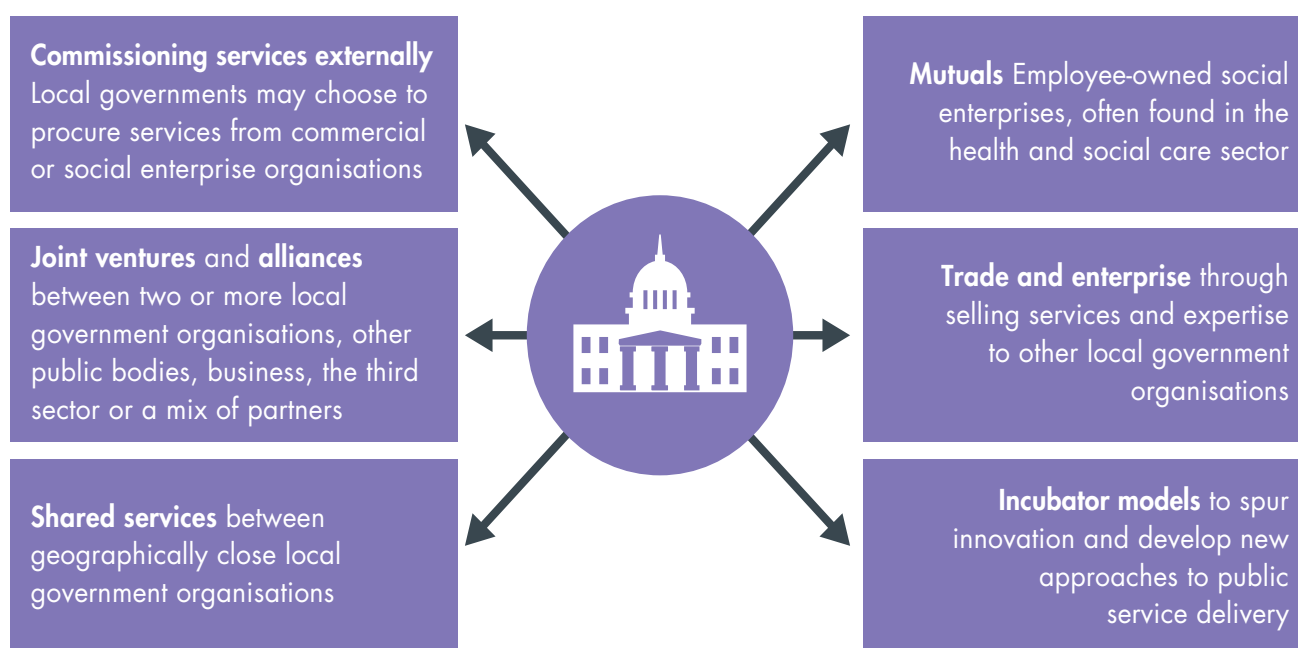 Commissioning services externally
Local governments may choose to
procure services from commercial
or social enterprise organisations
Joint ventures and alliances
between two or more local
government organisations, other
public bodies, business, the third
sector or a mix of partners
Shared services between
geographically close local
government organisations
Mutuals Employee-owned social
enterprises, often found in the
health and social care sector
Trade and enterprise through
selling services and expertise
to other local government
organisations
Incubator models to spur
innovation and develop new
approaches to public
service delivery